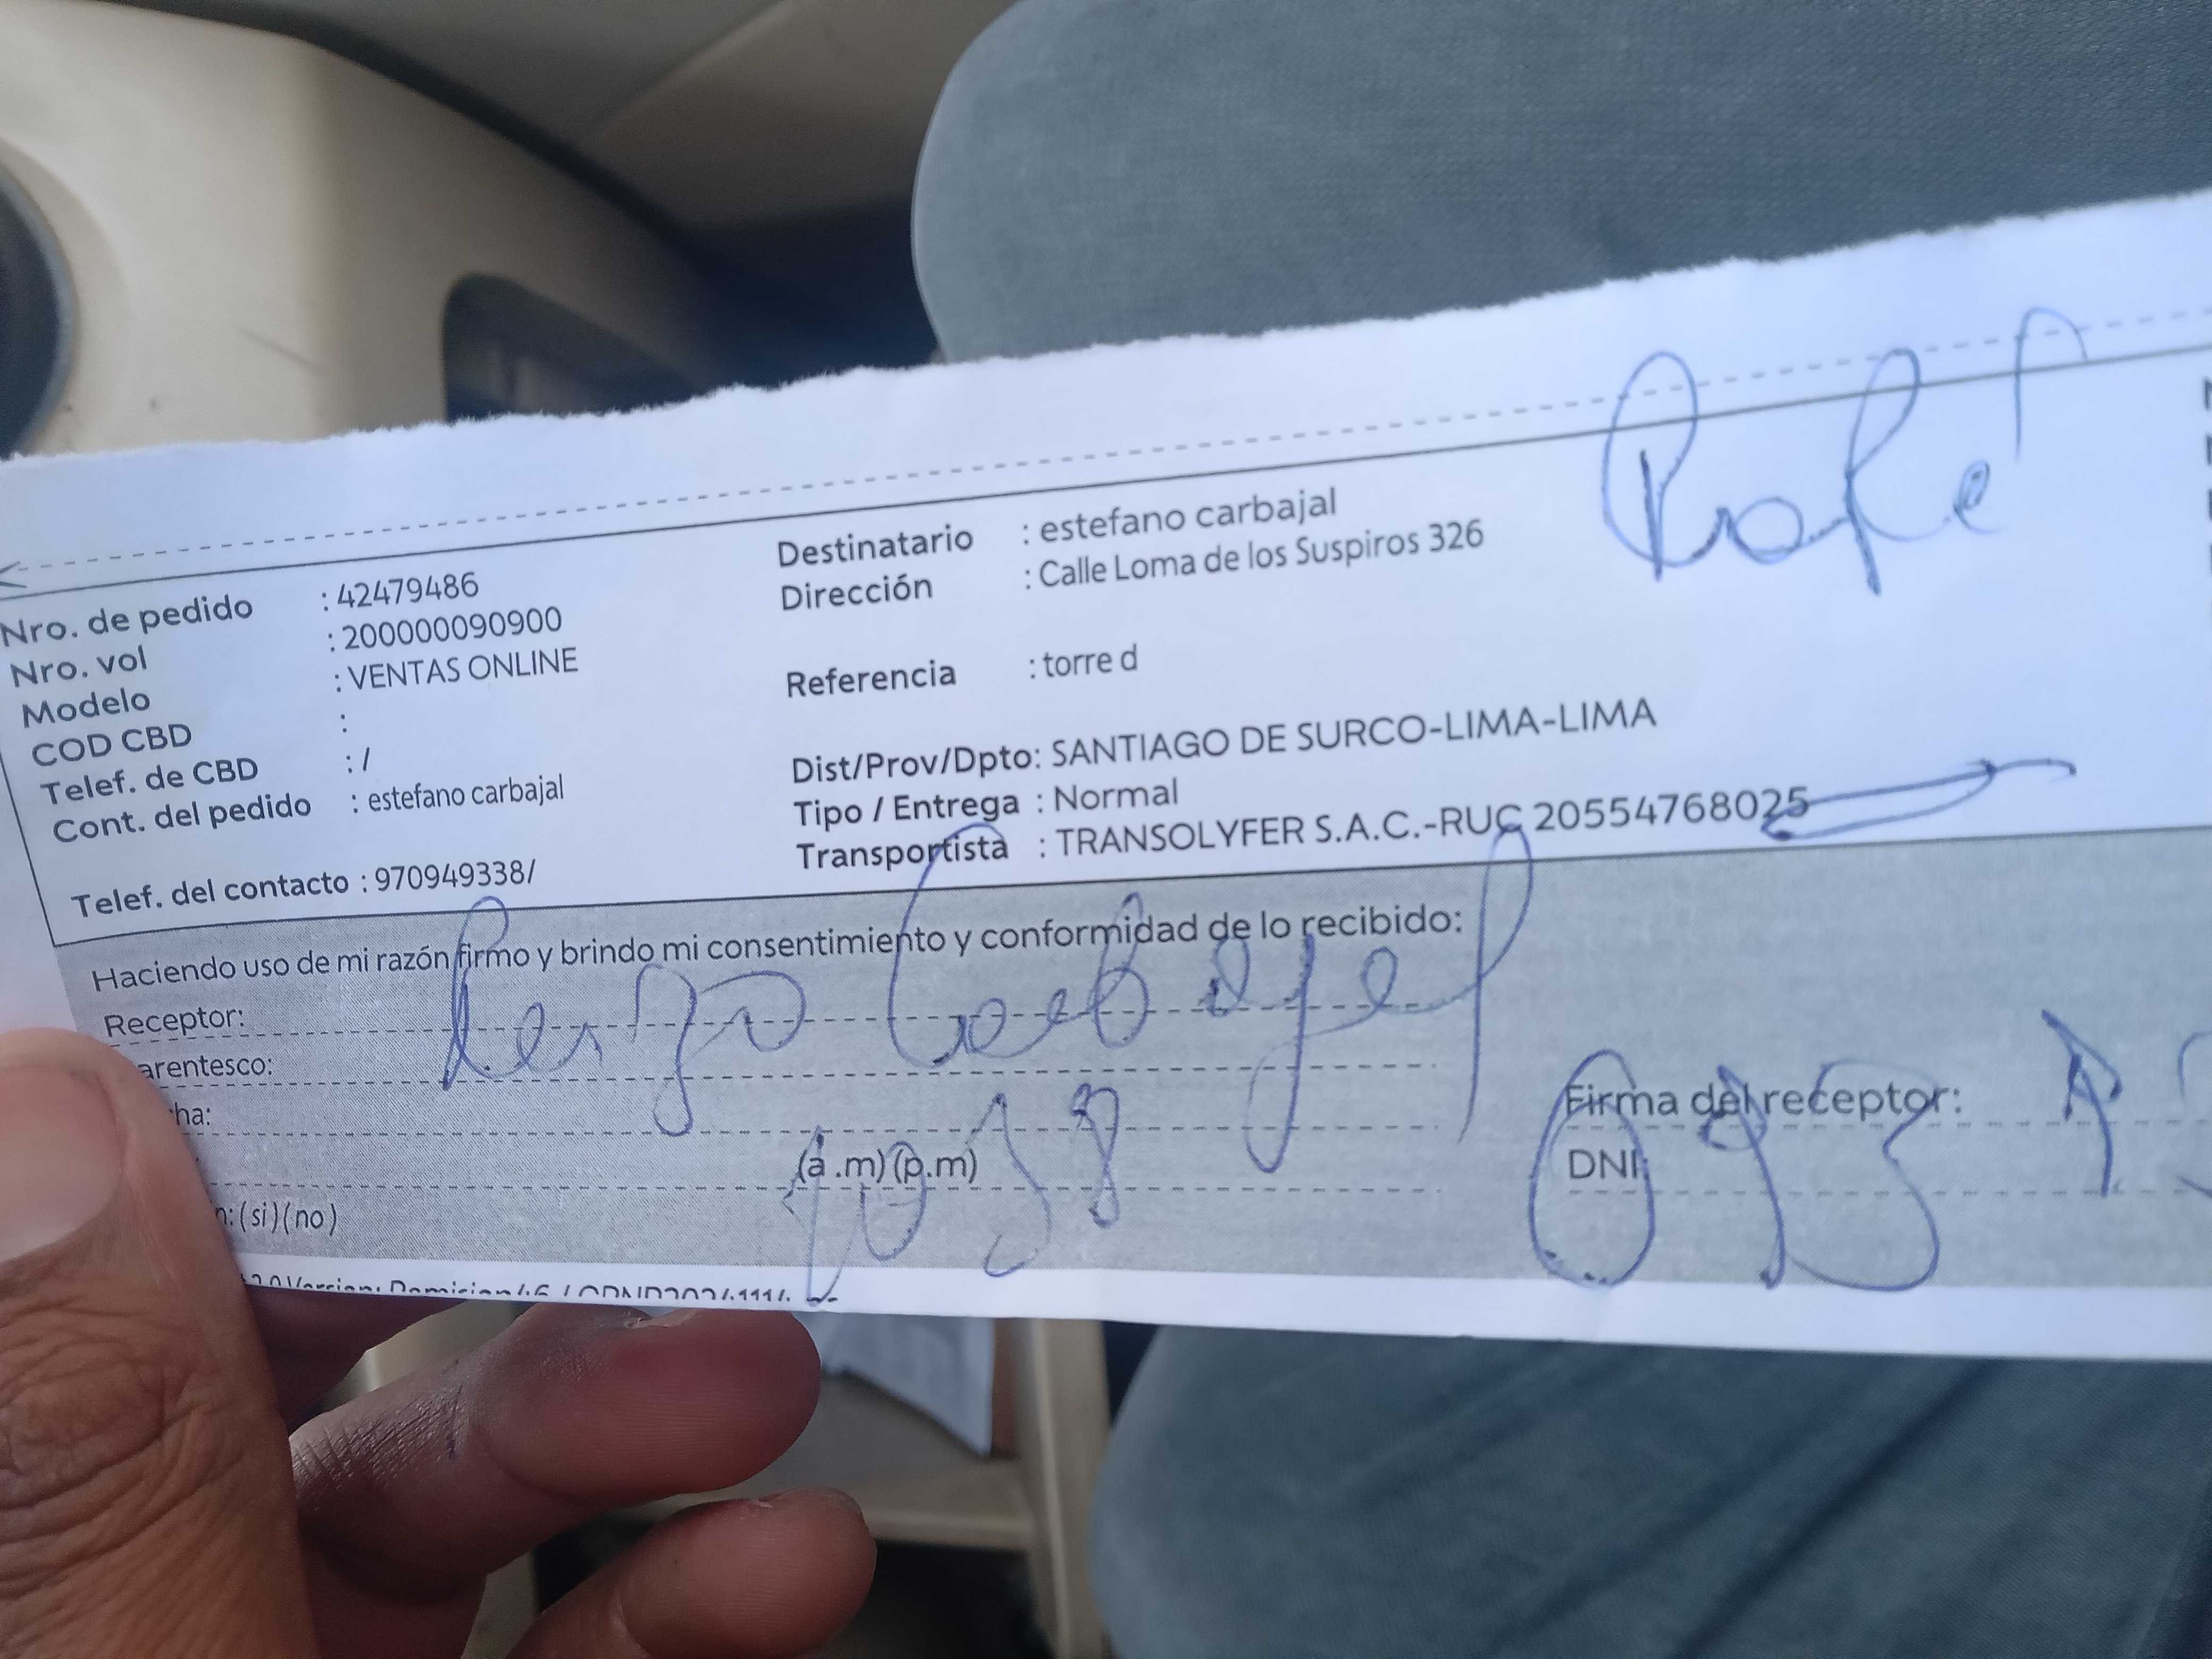 Nro. de pedido : 42479486
Nro. vol : 200000090900
Modelo : VENTAS ONLINE
COD CBD :
Telef. de CBD : /
Cont. del pedido : estefano carbajal
Telef. del contacto : 970949338/
Destinatario : estefano carbajal
Dirección : Calle Loma de los Suspiros 326
Referencia : torre d
Dist/Prov/Dpto: SANTIAGO DE SURCO-LIMA-LIMA
Tipo / Entrega : Normal
Transportista : TRANSOLYFER S.A.C.-RUC 20554768025
Haciendo uso de mi razón firmo y brindo mi consentimiento y conformidad de lo recibido:
Receptor:
arentesco:
ha:
(a .m) (p.m)
n: (si) (no)
Firma del receptor:
DNI: